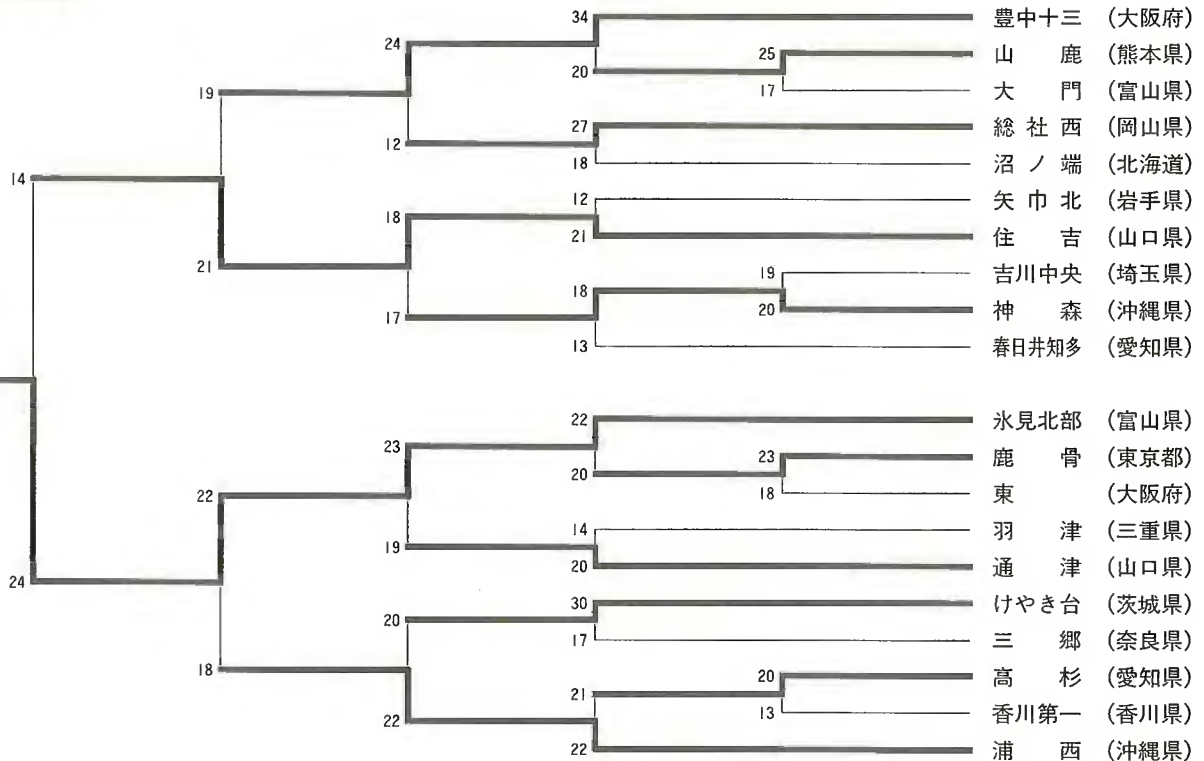 34 豊中十三 (大阪府)
24
25 山鹿 (熊本県)
20
17 大門 (富山県)
19
27 総社西 (岡山県)
12
18 沼ノ端 (北海道)
14
12 矢巾北 (岩手県)
18
21 住吉 (山口県)
21
19 吉川中央 (埼玉県)
18
20 神森 (沖縄県)
17
13 春日井知多 (愛知県)
22 氷見北部 (富山県)
23
23 鹿骨 (東京都)
20
18 東 (大阪府)
22
14 羽津 (三重県)
19
20 通津 (山口県)
24
30 けやき台 (茨城県)
20
17 三郷 (奈良県)
18
20 高杉 (愛知県)
21
13 香川第一 (香川県)
22
22 浦西 (沖縄県)